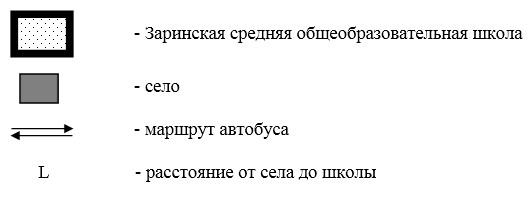 - Заринская средняя общеобразовательная школа
- село
- маршрут автобуса
L - расстояние от села до школы